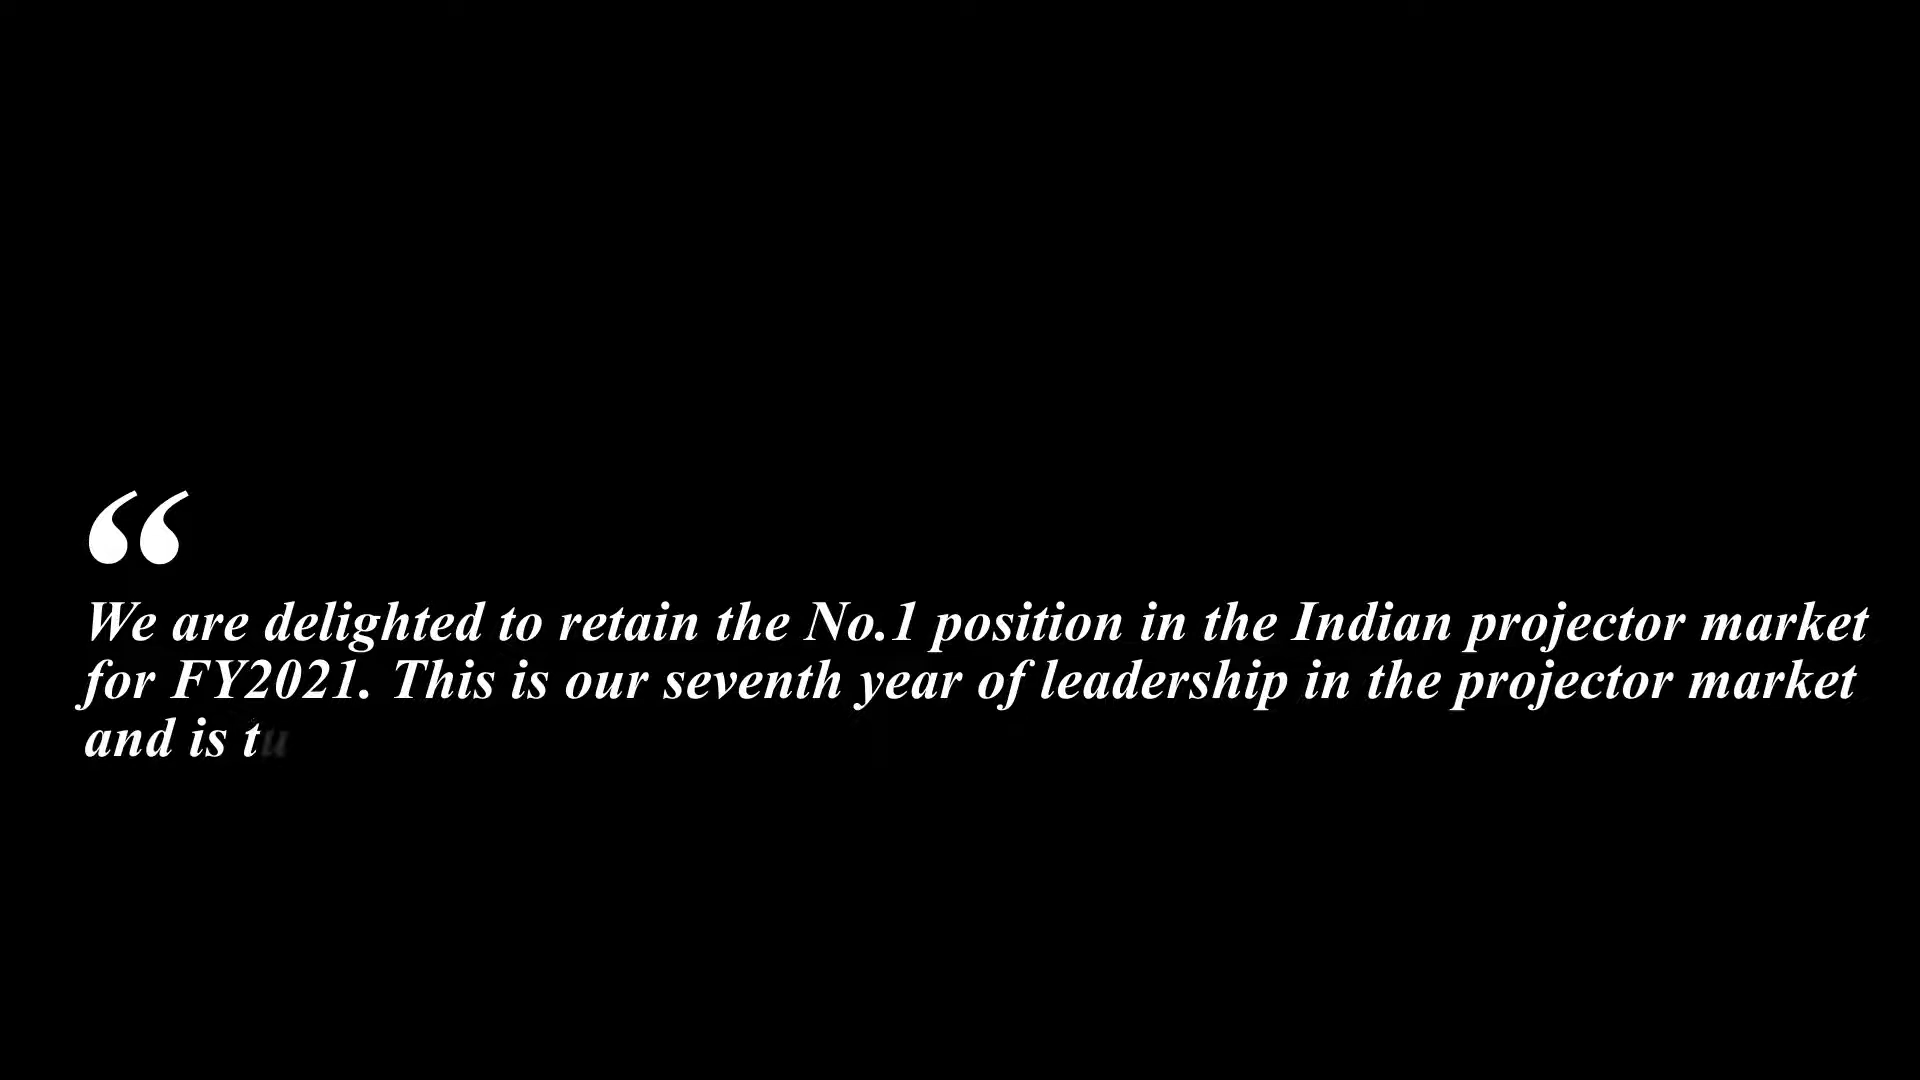 “
We are delighted to retain the No.1 position in the Indian projector market
for FY2021. This is our seventh year of leadership in the projector market
and is